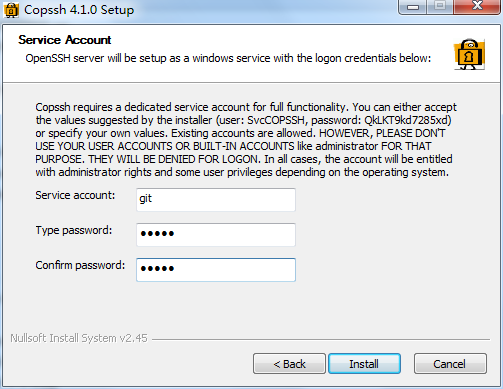 Copssh 4.1.0 Setup
Service Account
OpenSSH server will be setup as a windows service with the logon credentials below:
Copssh requires a dedicated service account for full functionality. You can either accept
the values suggested by the installer (user: SvcCOPSSH, password: QkLKT9kd7285xd)
or specify your own values. Existing accounts are allowed. HOWEVER, PLEASE DON'T
USE YOUR USER ACCOUNTS OR BUILT-IN ACCOUNTS like administrator FOR THAT
PURPOSE. THEY WILL BE DENIED FOR LOGON. In all cases, the account will be entitled
with administrator rights and some user privileges depending on the operating system.
Service account: git
Type password: •••••
Confirm password: •••••
Nullsoft Install System v2.45
< Back Install Cancel